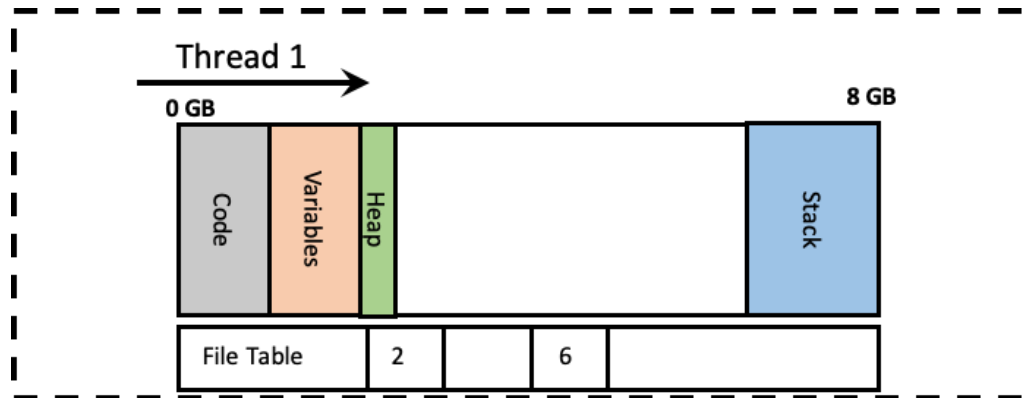 Thread 1
0 GB
8 GB
Code
Variables
Heap
Stack
File Table 2 6